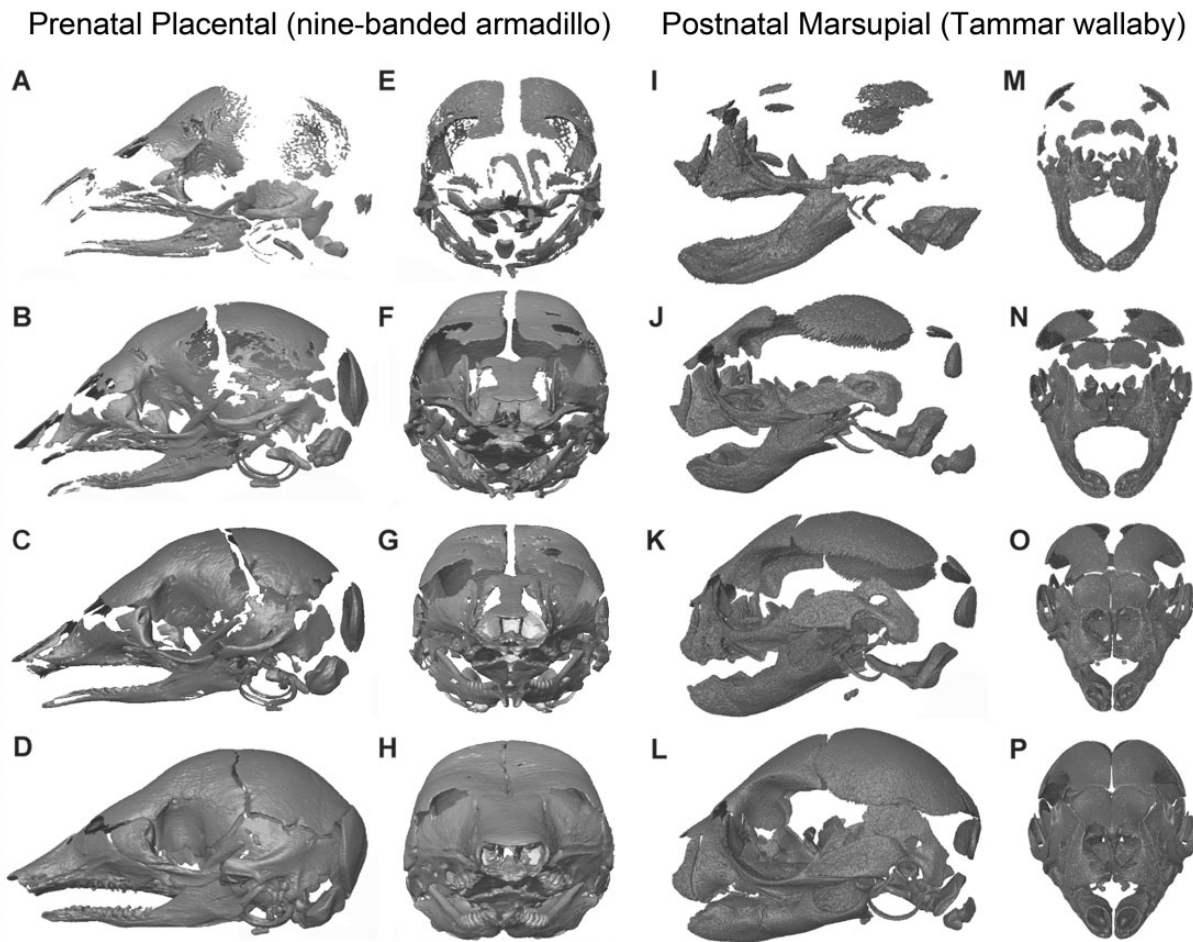 Prenatal Placental (nine-banded armadillo)
Postnatal Marsupial (Tammar wallaby)
A
E
I
M
B
F
J
N
C
G
K
O
D
H
L
P